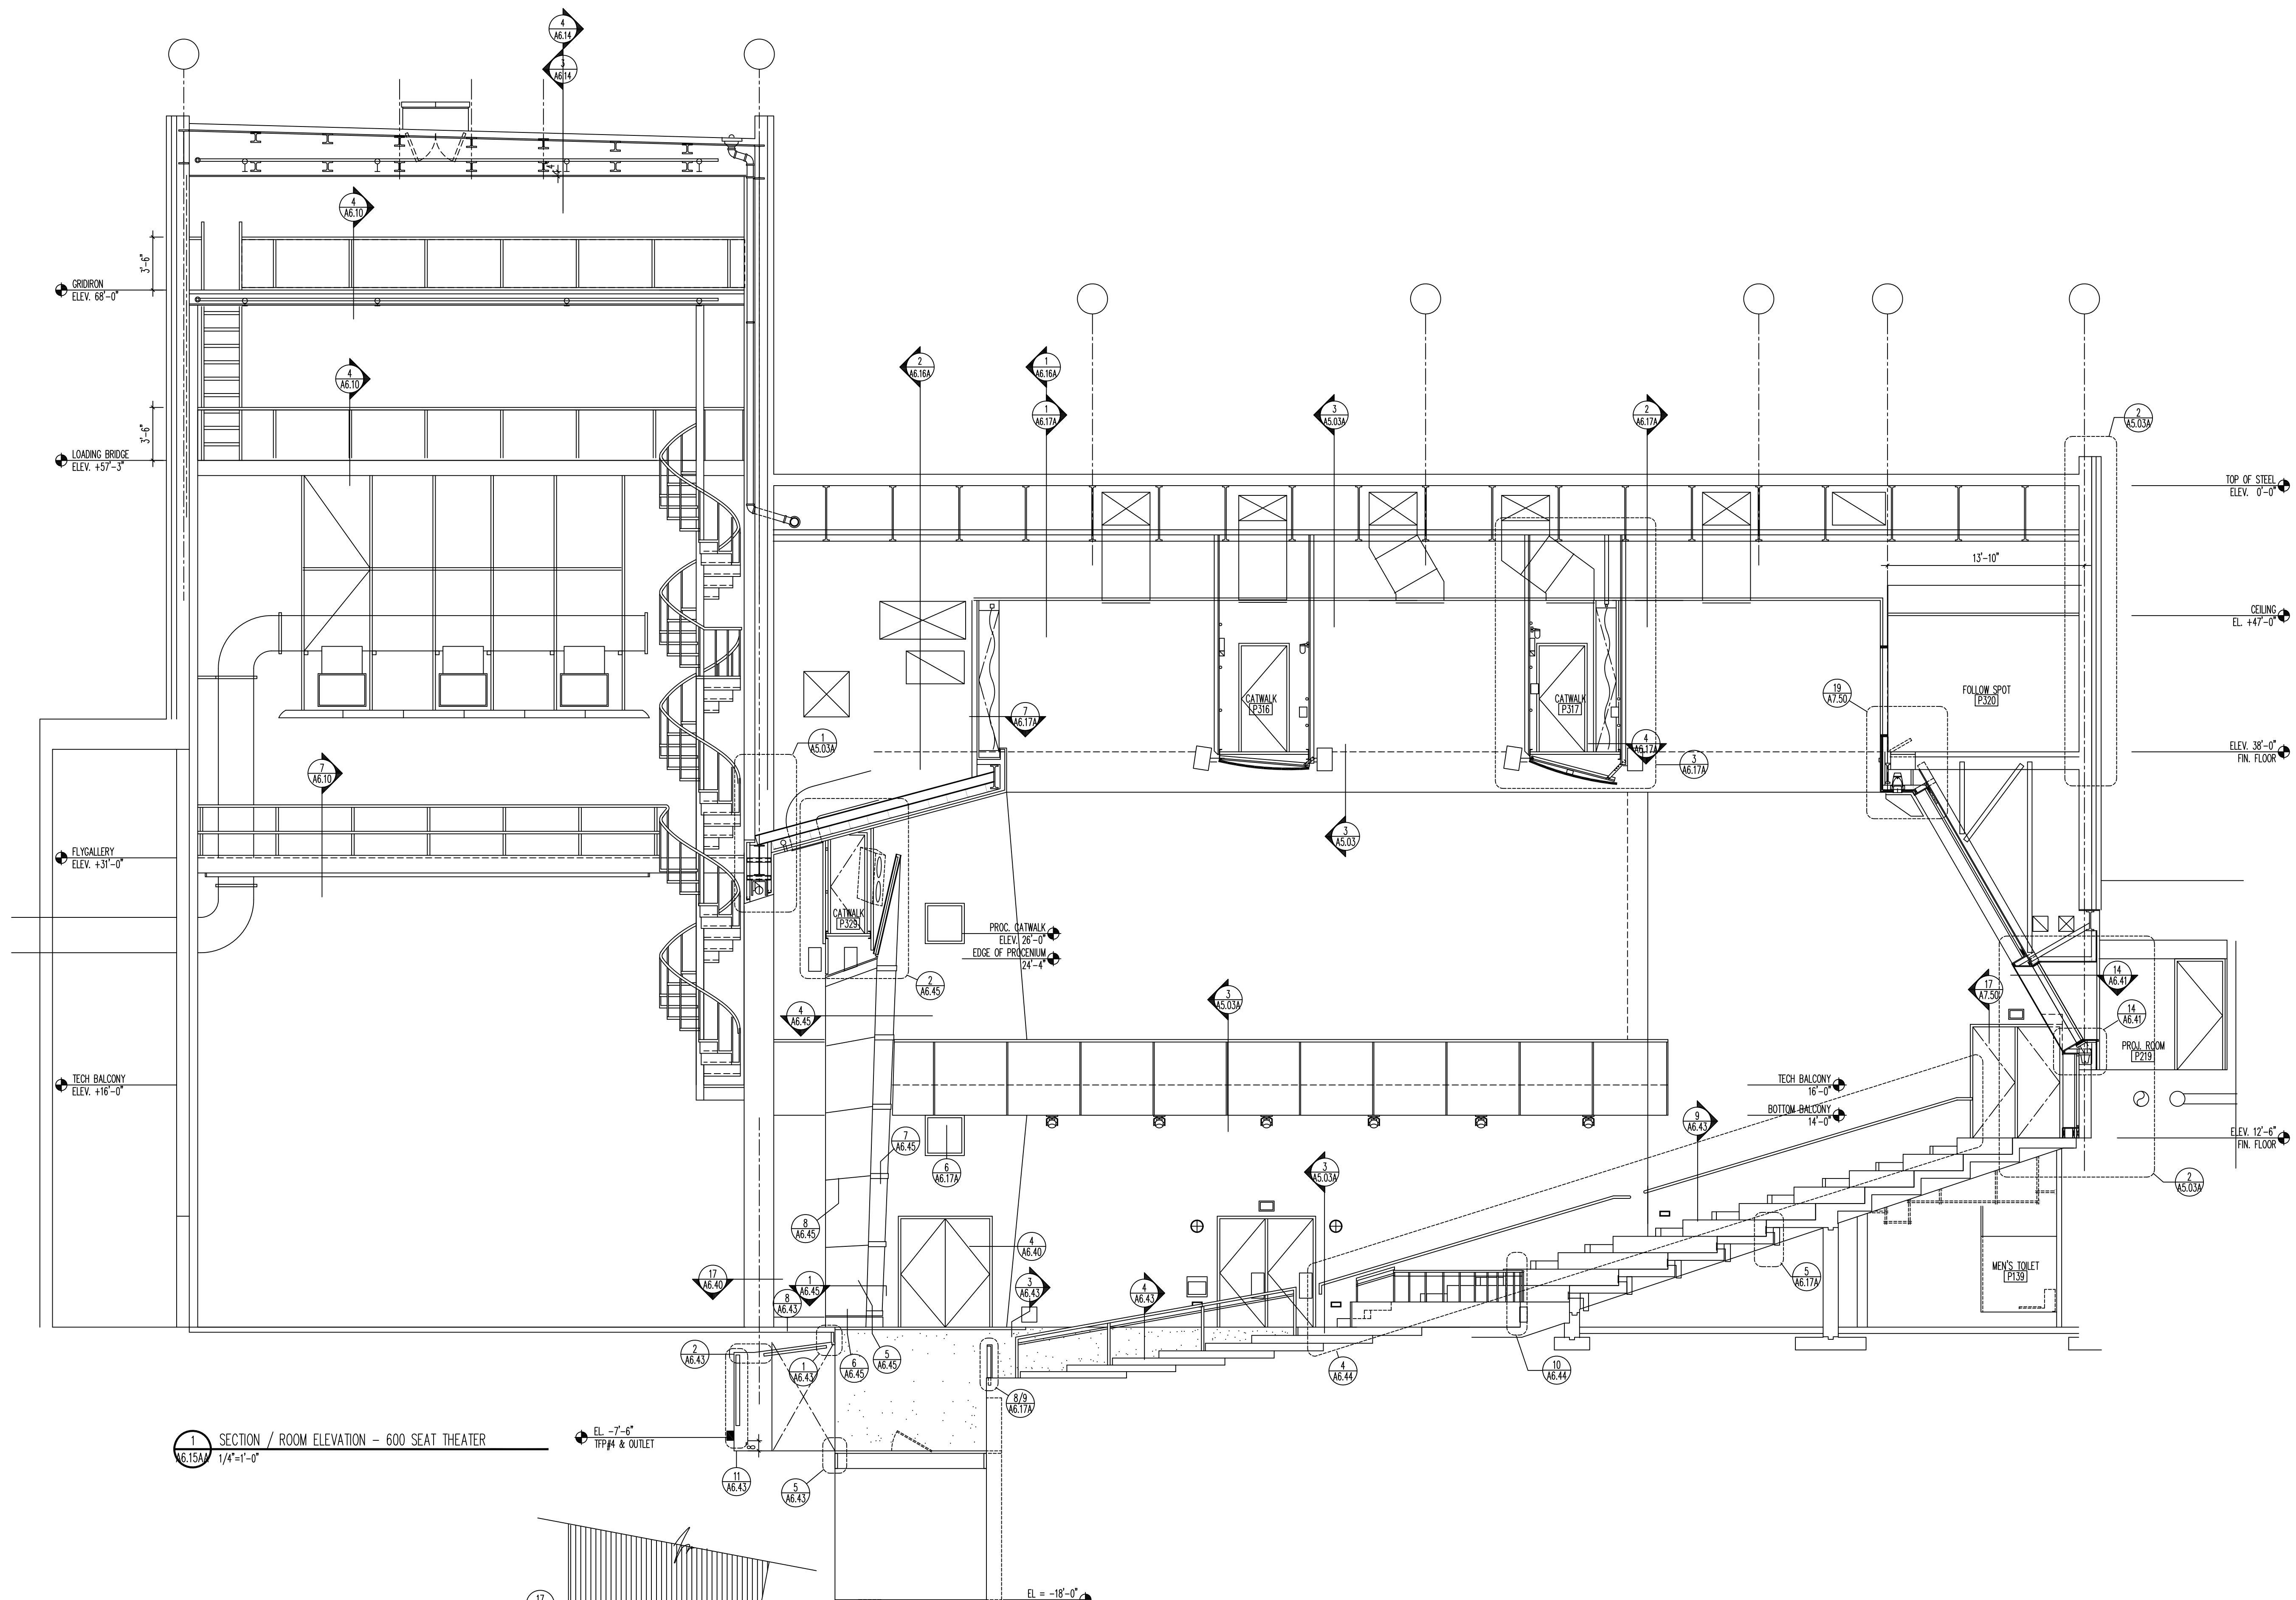 4
A6.14
3
A6.14
4
A6.10
3'-6"
GRIDIRON
ELEV. 68'-0"
4
A6.10
2
A6.16A
1
A6.16A
1
A6.17A
3
A5.03A
2
A6.17A
2
A5.03A
3'-6"
LOADING BRIDGE
ELEV. +57'-3"
TOP OF STEEL
ELEV. 0'-0"
13'-10"
CEILING
EL. +47'-0"
CATWALK
P316
CATWALK
P317
FOLLOW SPOT
P320
19
A7.50
7
A6.17A
1
A5.03A
4
A6.17A
3
A6.17A
ELEV. 38'-0"
FIN. FLOOR
7
A6.10
3
A5.03
FLYGALLERY
ELEV. +31'-0"
CATWALK
P329
PROC. CATWALK
ELEV. 26'-0"
EDGE OF PROCENIUM
24'-4"
2
A6.45
3
A5.03A
17
A7.50
14
A6.41
4
A6.45
14
A6.41
PROJ. ROOM
P219
TECH BALCONY
ELEV. +16'-0"
TECH BALCONY
16'-0"
BOTTOM BALCONY
14'-0"
9
A6.43
ELEV. 12'-6"
FIN. FLOOR
7
A6.45
6
A6.17A
3
A5.03A
2
A5.03A
8
A6.45
4
A6.40
17
A6.40
1
A6.45
3
A6.43
4
A6.43
5
A6.17A
MEN'S TOILET
P139
8
A6.43
2
A6.43
1
A6.43
6
A6.45
5
A6.45
4
A6.44
10
A6.44
8/9
A6.17A
1
A6.15AA
SECTION / ROOM ELEVATION - 600 SEAT THEATER
1/4"=1'-0"
EL. -7'-6"
TFP#4 & OUTLET
11
A6.43
5
A6.43
EL = -18'-0"
17